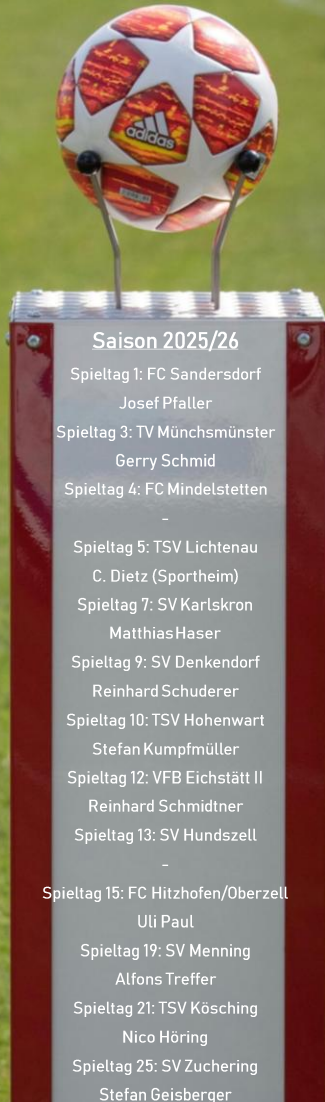 adidas
Saison 2025/26
Spieltag 1: FC Sandersdorf
Josef Pfaller
Spieltag 3: TV Münchsmünster
Gerry Schmid
Spieltag 4: FC Mindelstetten
-
Spieltag 5: TSV Lichtenau
C. Dietz (Sportheim)
Spieltag 7: SV Karlskron
Matthias Haser
Spieltag 9: SV Denkendorf
Reinhard Schuderer
Spieltag 10: TSV Hohenwart
Stefan Kumpfmüller
Spieltag 12: VFB Eichstätt II
Reinhard Schmidtner
Spieltag 13: SV Hundszell
-
Spieltag 15: FC Hitzhofen/Oberzell
Uli Paul
Spieltag 19: SV Menning
Alfons Treffer
Spieltag 21: TSV Kösching
Nico Höring
Spieltag 25: SV Zuchering
Stefan Geisberger